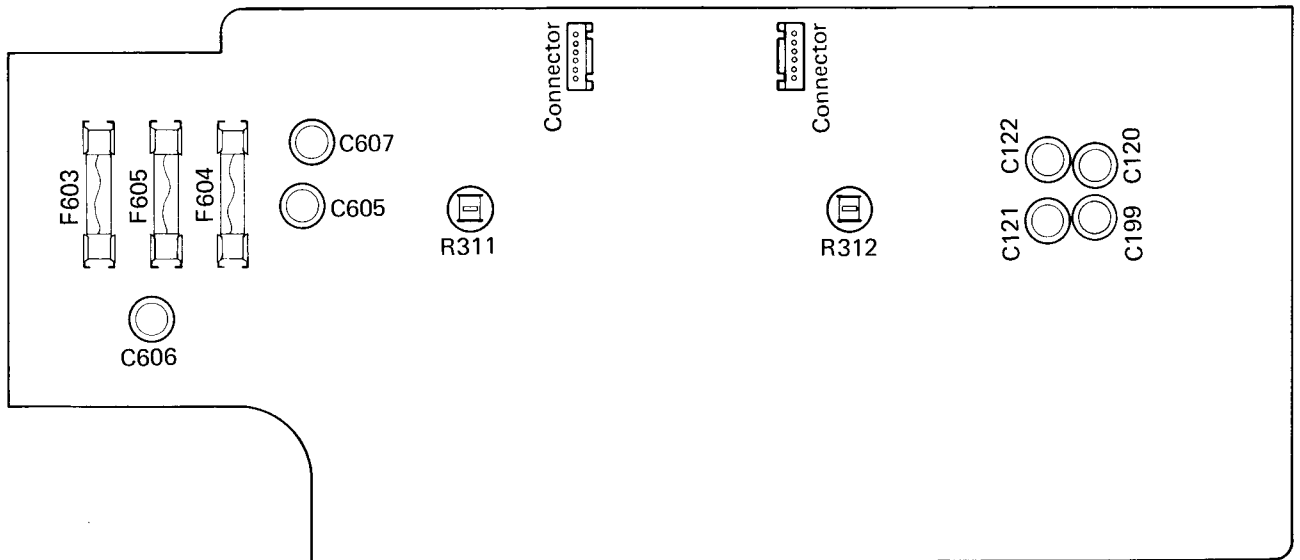 Connector
Connector
C607
C122
C120
F603
F605
F604
C605
R311
R312
C121
C199
C606